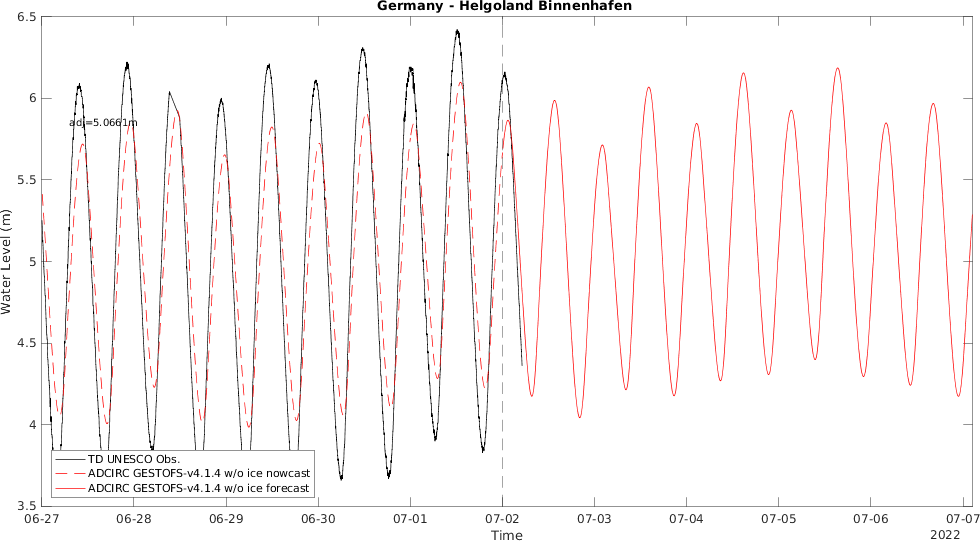 Germany - Helgoland Binnenhafen
6.5
6
5.5
5
4.5
4
3.5
Water Level (m)
adj=5.0661m
TD UNESCO Obs.
ADCIRC GESTOFS-v4.1.4 w/o ice nowcast
ADCIRC GESTOFS-v4.1.4 w/o ice forecast
06-27 06-28 06-29 06-30 07-01 07-02 07-03 07-04 07-05 07-06 07-07
Time
2022